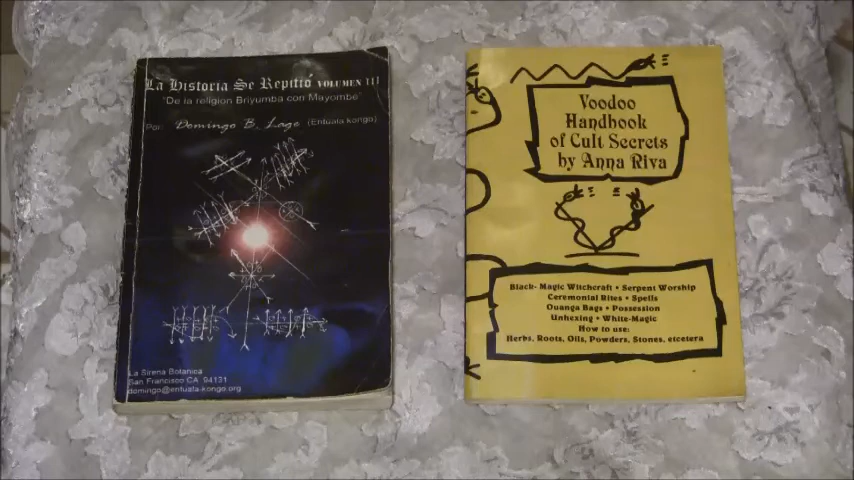 La Historia Se Repitió VOLUMEN III
"De la religion Briyumba con Mayombe"
Por: Domingo B. Lage (Entuala kongo)
La Sirena Botanica
San Francisco CA 94131
domingo@entuala-kongo.org
Voodoo
Handbook
of Cult Secrets
by Anna Riva
Black- Magic Witchcraft • Serpent Worship
Ceremonial Rites • Spells
Ouanga Bags • Possession
Unhexing • White-Magic
How to use:
Herbs, Roots, Oils, Powders, Stones, etcetera